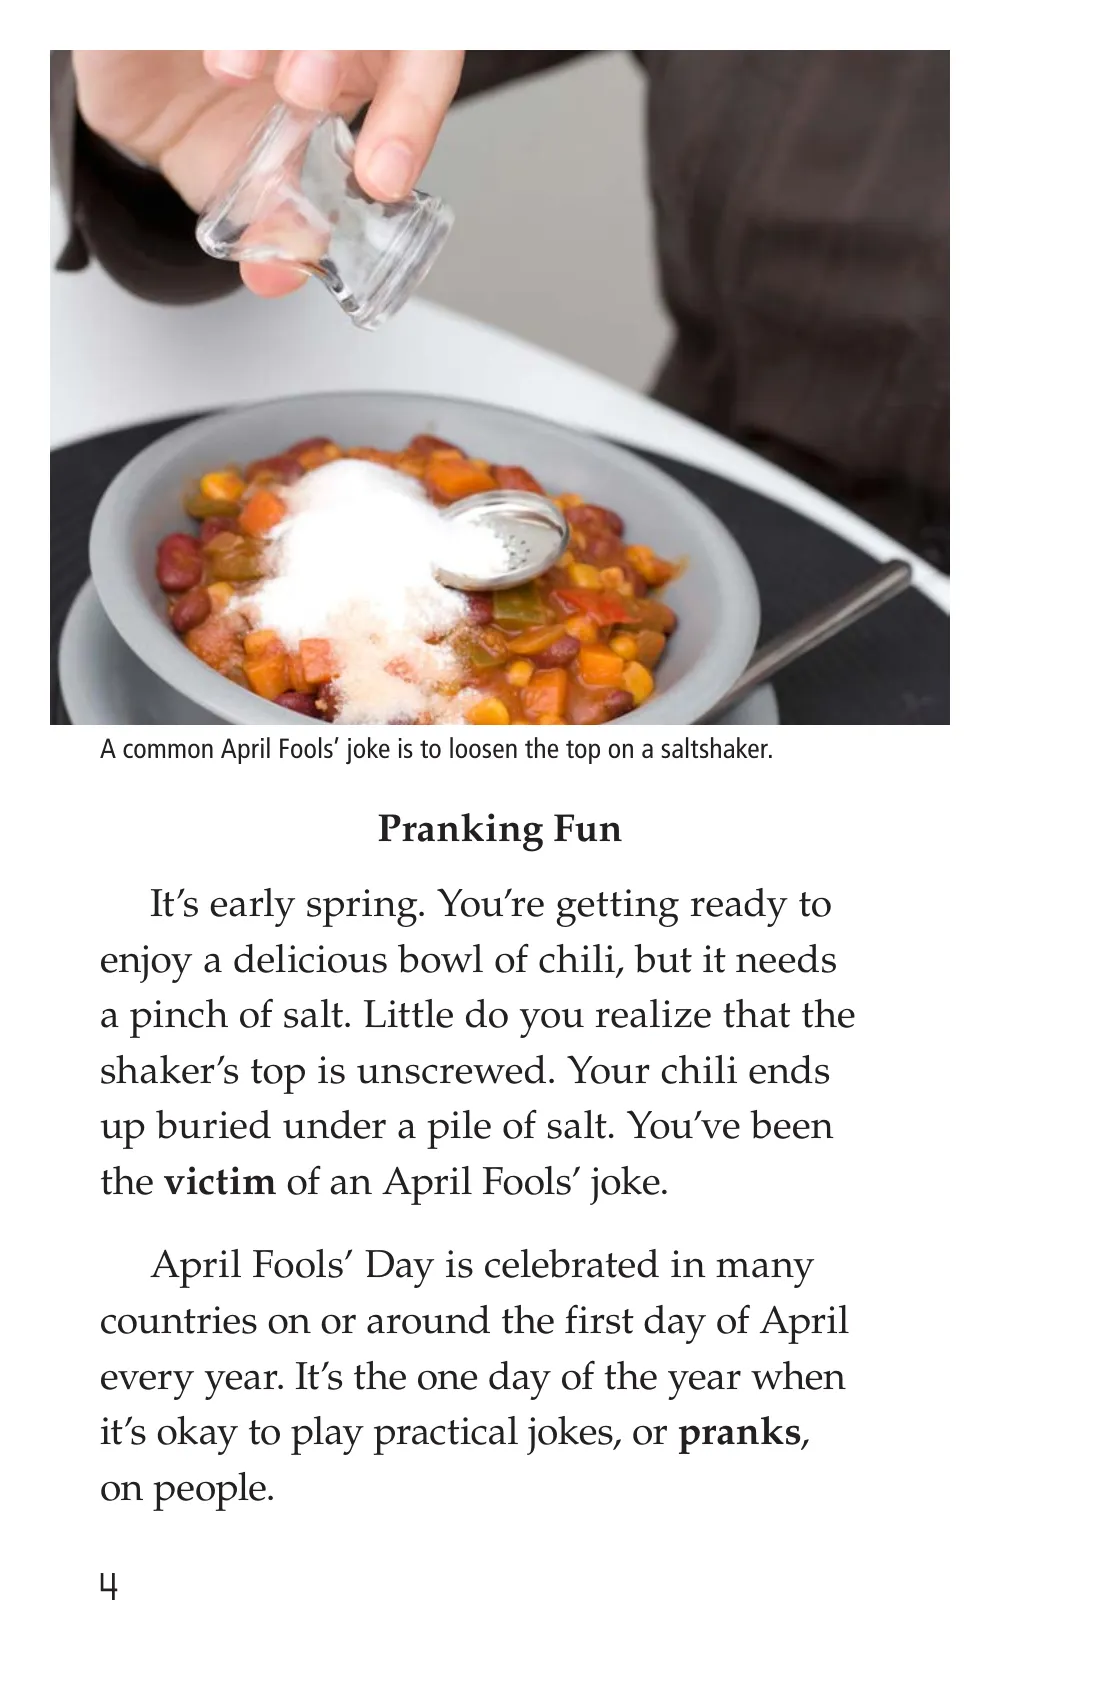 A common April Fools’ joke is to loosen the top on a saltshaker.
Pranking Fun
It’s early spring. You’re getting ready to
enjoy a delicious bowl of chili, but it needs
a pinch of salt. Little do you realize that the
shaker’s top is unscrewed. Your chili ends
up buried under a pile of salt. You’ve been
the victim of an April Fools’ joke.
April Fools’ Day is celebrated in many
countries on or around the first day of April
every year. It’s the one day of the year when
it’s okay to play practical jokes, or pranks,
on people.
4